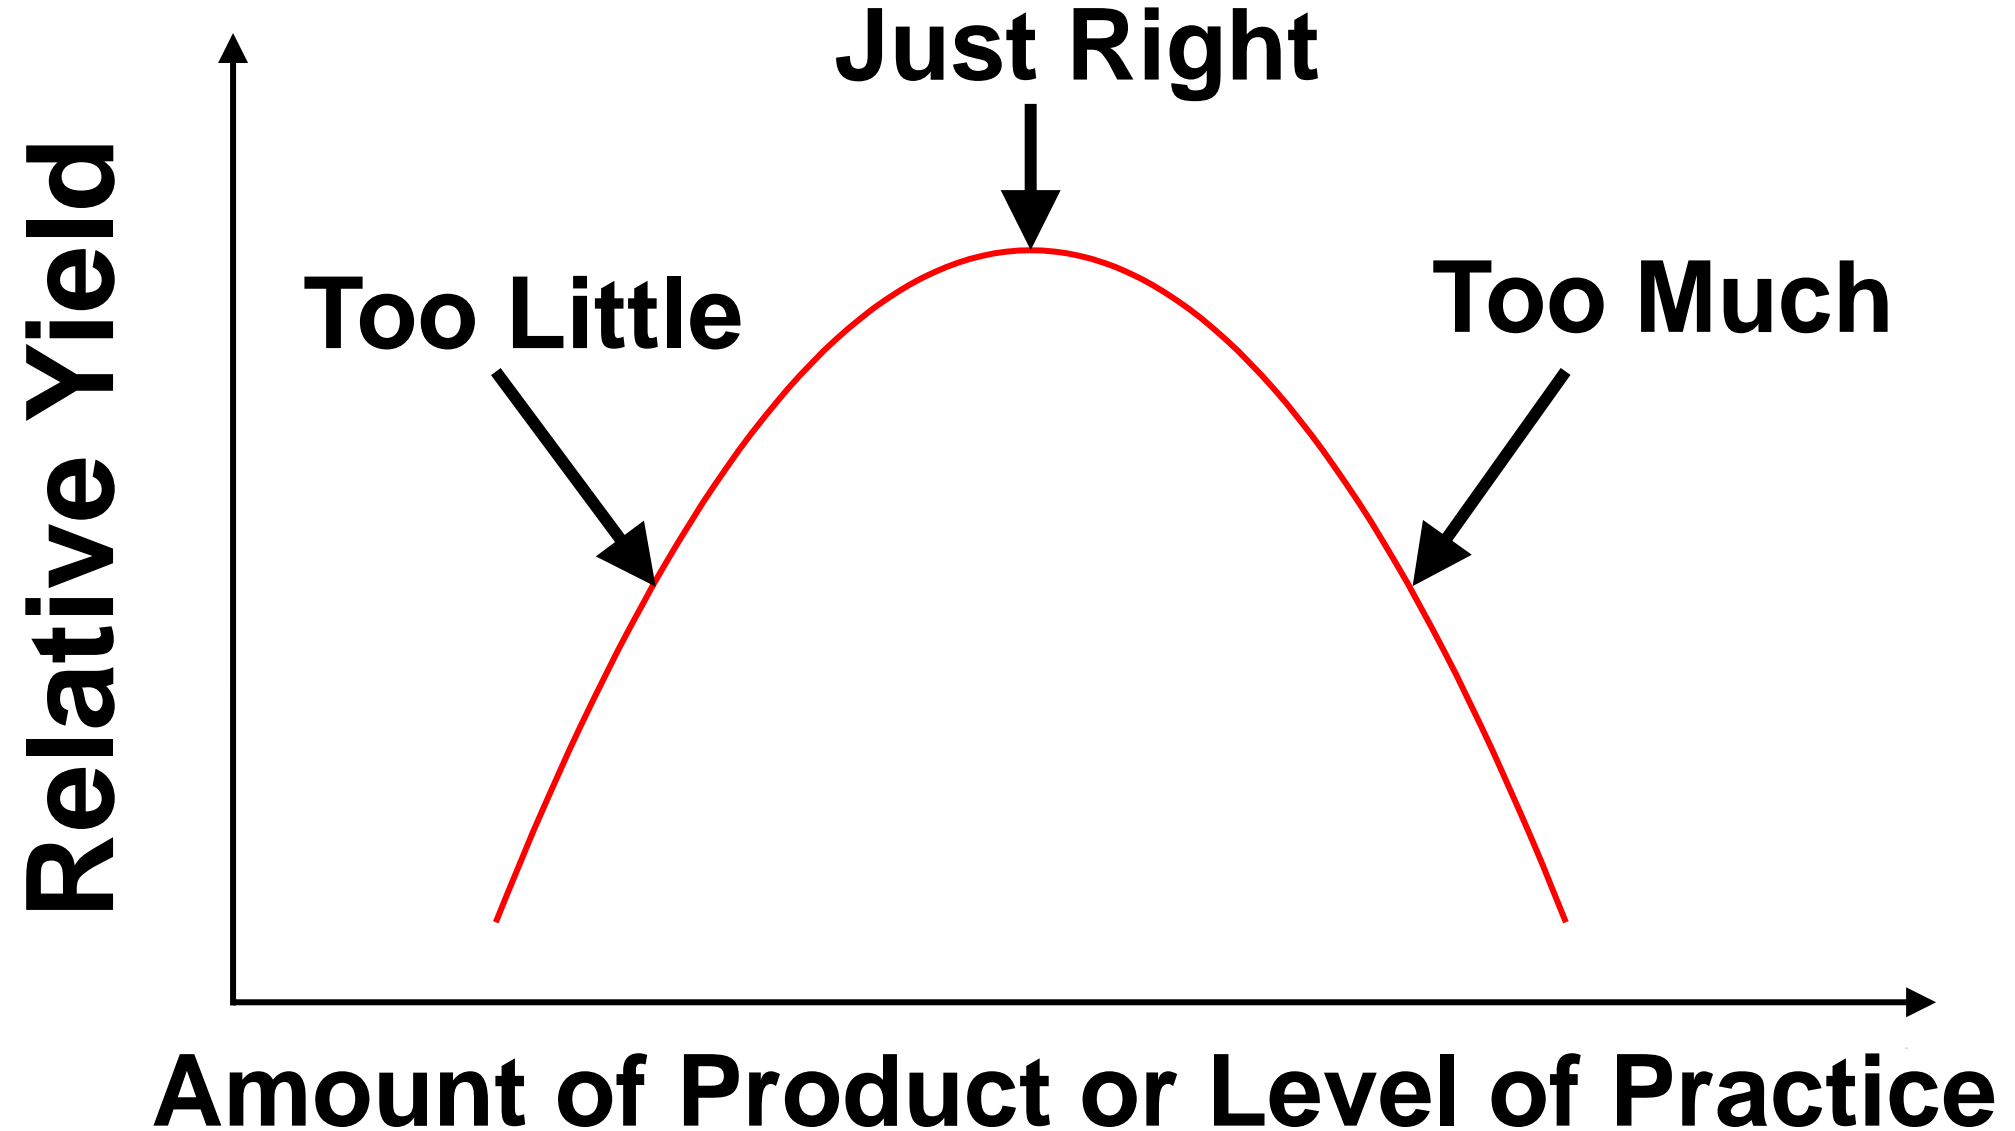 Just Right
Too Little
Too Much
Relative Yield
Amount of Product or Level of Practice